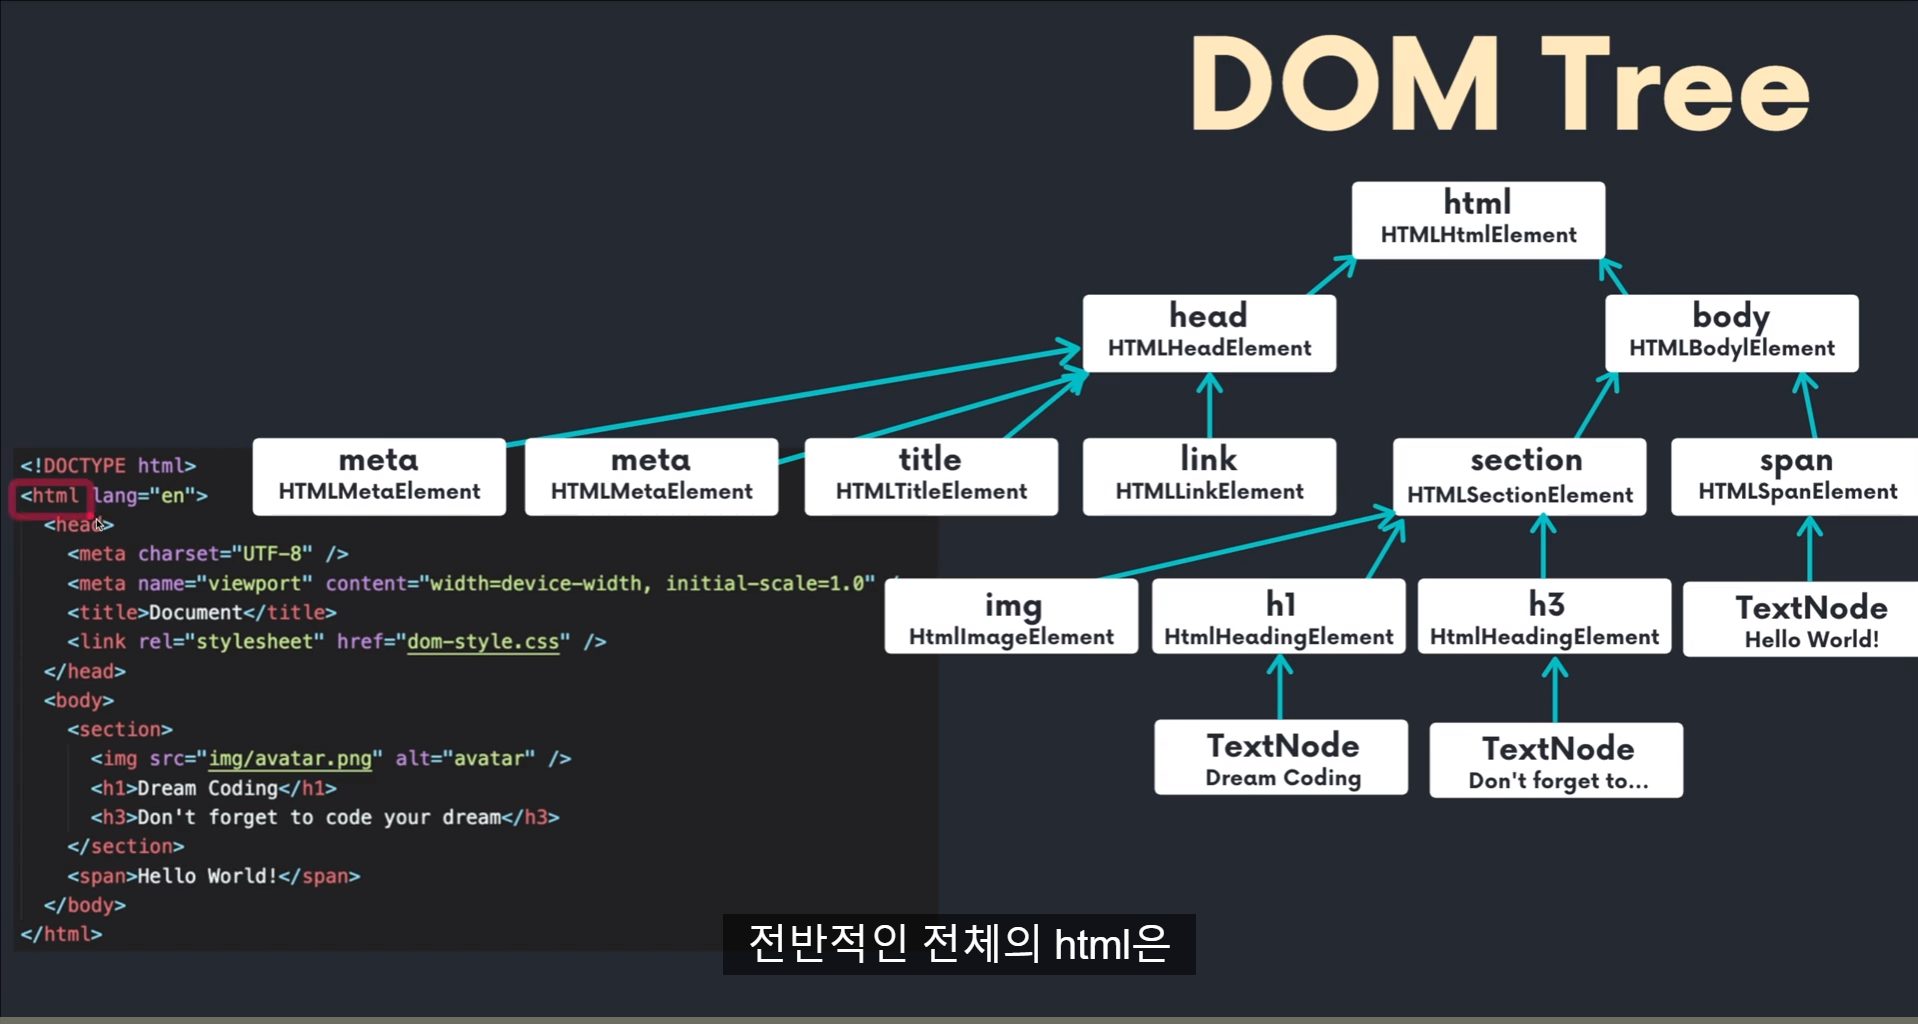 DOM Tree
html
HTMLHtmlElement
head
HTMLHeadElement
body
HTMLBodylElement
meta
HTMLMetaElement
meta
HTMLMetaElement
title
HTMLTitleElement
link
HTMLLinkElement
section
HTMLSectionElement
span
HTMLSpanElement
img
HtmlImageElement
h1
HtmlHeadingElement
h3
HtmlHeadingElement
TextNode
Hello World!
TextNode
Dream Coding
TextNode
Don't forget to...
<!DOCTYPE html>
<html lang="en">
<head>
<meta charset="UTF-8" />
<meta name="viewport" content="width=device-width, initial-scale=1.0"
<title>Document</title>
<link rel="stylesheet" href="dom-style.css" />
</head>
<body>
<section>
<img src="img/avatar.png" alt="avatar" />
<h1>Dream Coding</h1>
<h3>Don't forget to code your dream</h3>
</section>
<span>Hello World!</span>
</body>
</html>
전반적인 전체의 html은